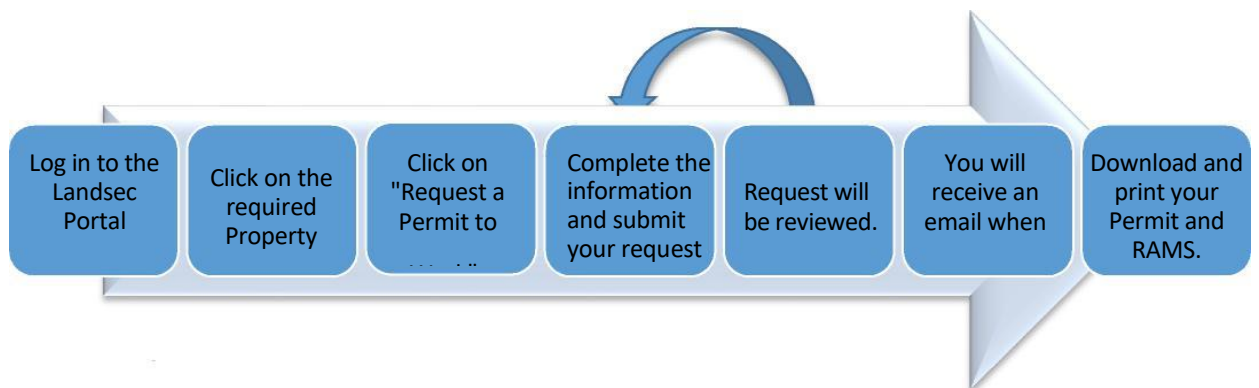 Log in to the
Landsec
Portal
Click on the
required
Property
Click on
"Request a
Permit to
Complete the
information
and submit
your request
Request will
be reviewed.
You will
receive an
email when
Download and
print your
Permit and
RAMS.